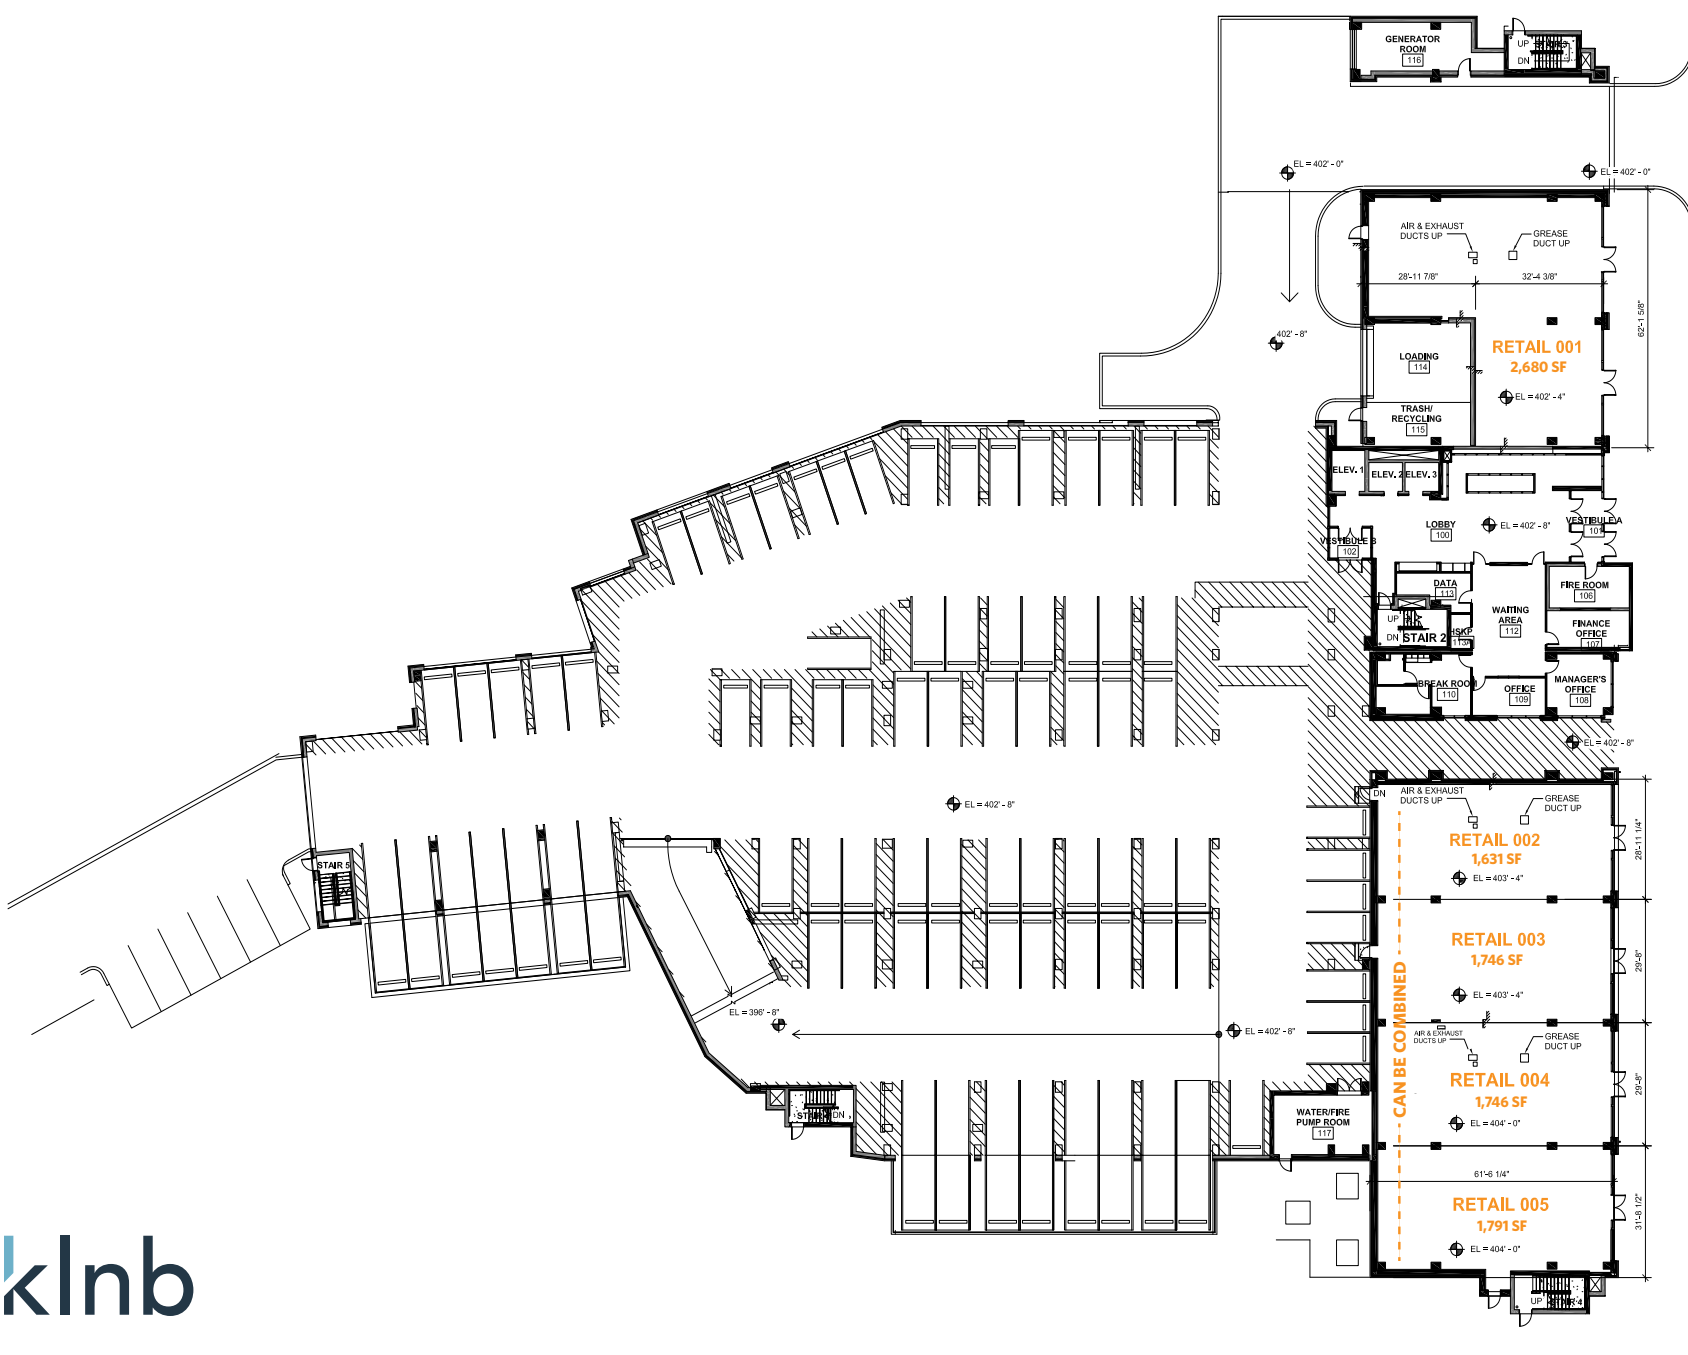 GENERATOR
ROOM
116
UP
DN
EL = 402' - 0"
EL = 402' - 0"
AIR & EXHAUST
DUCTS UP
GREASE
DUCT UP
28'-11 7/8"
32'-4 3/8"
62'-1 5/8"
402' - 8"
LOADING
114
RETAIL 001
2,680 SF
EL = 402' - 4"
TRASH/
RECYCLING
115
ELEV. 1
ELEV. 2
ELEV. 3
LOBBY
100
EL = 402' - 8"
VESTIBULE A
101
VESTIBULE B
102
DATA
113
FIRE ROOM
106
WAITING
AREA
112
UP
DN
STAIR 2
HSKP
113A
FINANCE
OFFICE
107
BREAK ROOM
110
OFFICE
109
MANAGER'S
OFFICE
108
EL = 402' - 8"
DN
AIR & EXHAUST
DUCTS UP
GREASE
DUCT UP
EL = 402' - 8"
RETAIL 002
1,631 SF
EL = 403' - 4"
28'-11 1/4"
STAIR 5
RETAIL 003
1,746 SF
EL = 403' - 4"
29'-8"
CAN BE COMBINED
EL = 396' - 8"
EL = 402' - 8"
AIR & EXHAUST
DUCTS UP
GREASE
DUCT UP
RETAIL 004
1,746 SF
EL = 404' - 0"
29'-8"
DN
WATER/FIRE
PUMP ROOM
117
61'-6 1/4"
RETAIL 005
1,791 SF
EL = 404' - 0"
31'-8 1/2"
UP
STAIR 4
klnb